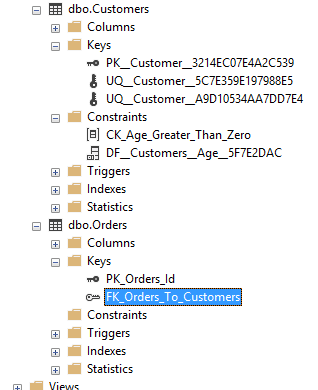 dbo.Customers
Columns
Keys
PK__Customer__3214EC07E4A2C539
UQ__Customer__5C7E359E197988E5
UQ__Customer__A9D10534AA7DD7E4
Constraints
CK_Age_Greater_Than_Zero
DF__Customers__Age__5F7E2DAC
Triggers
Indexes
Statistics
dbo.Orders
Columns
Keys
PK_Orders_Id
FK_Orders_To_Customers
Constraints
Triggers
Indexes
Statistics
Views